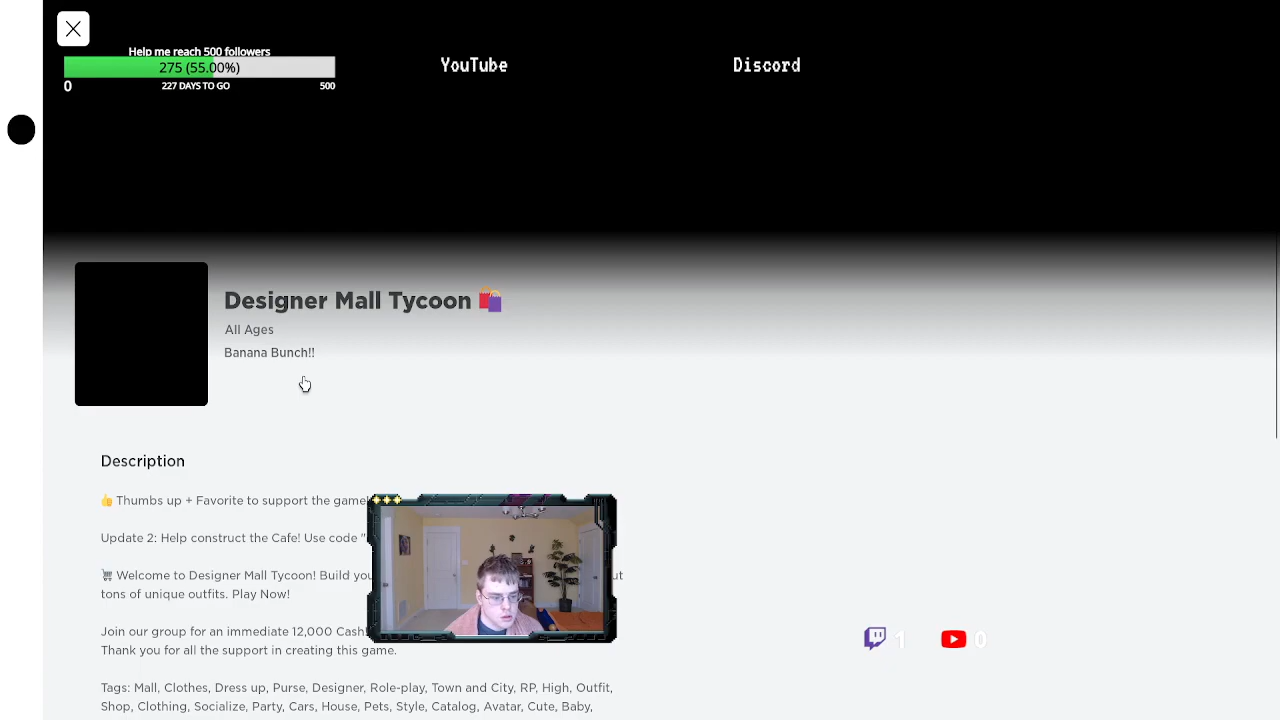 Help me reach 500 followers
275 (55.00%)
0 227 DAYS TO GO 500
YouTube Discord
Designer Mall Tycoon 🛍️
All Ages
Banana Bunch!!
Description
👍 Thumbs up + Favorite to support the game!
Update 2: Help construct the Cafe! Use code "
🛒 Welcome to Designer Mall Tycoon! Build you ut
tons of unique outfits. Play Now!
Join our group for an immediate 12,000 Cash!
Thank you for all the support in creating this game.
1 0
Tags: Mall, Clothes, Dress up, Purse, Designer, Role-play, Town and City, RP, High, Outfit,
Shop, Clothing, Socialize, Party, Cars, House, Pets, Style, Catalog, Avatar, Cute, Baby,